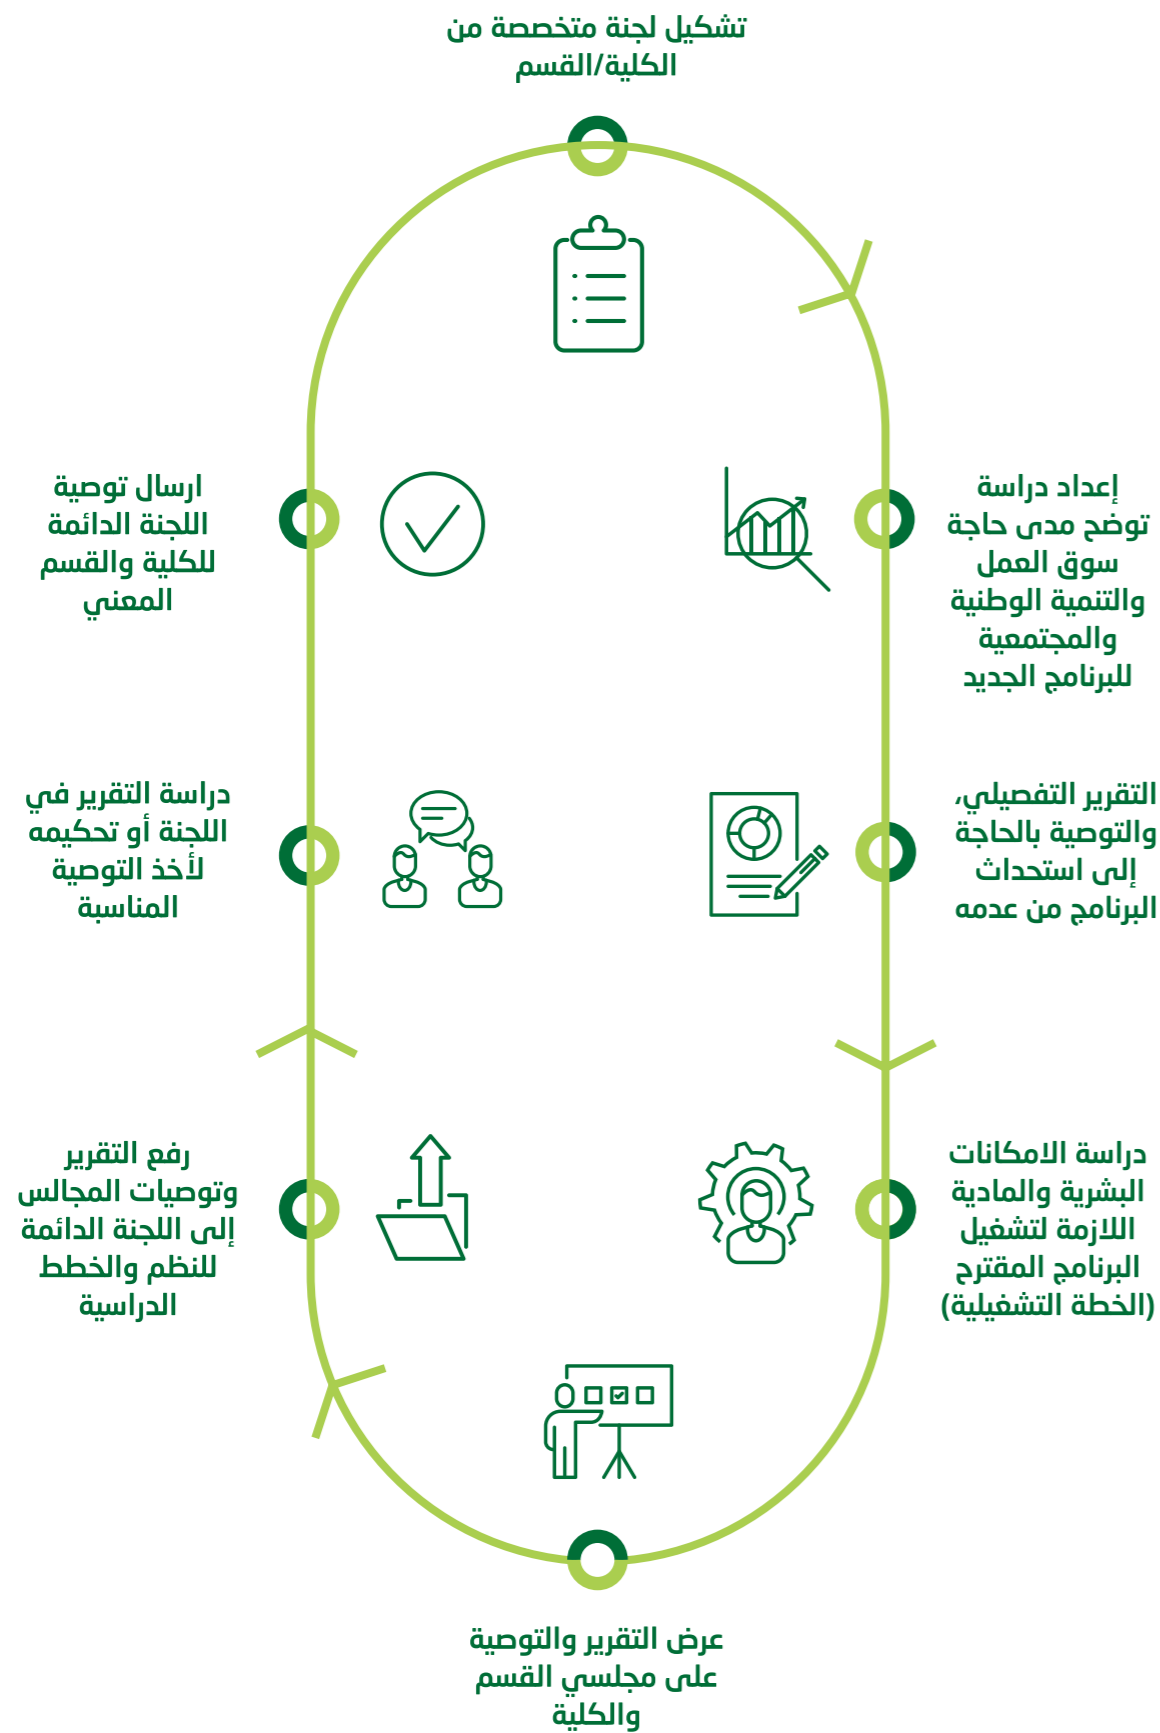 تشكيل لجنة متخصصة من
الكلية/القسم
إعداد دراسة
توضح مدى حاجة
سوق العمل
والتنمية الوطنية
والمجتمعية
للبرنامج الجديد
التقرير التفصيلي،
والتوصية بالحاجة
إلى استحداث
البرنامج من عدمه
دراسة الامكانات
البشرية والمادية
اللازمة لتشغيل
البرنامج المقترح
(الخطة التشغيلية)
عرض التقرير والتوصية
على مجلسي القسم
والكلية
رفع التقرير
وتوصيات المجالس
إلى اللجنة الدائمة
للنظم والخطط
الدراسية
دراسة التقرير في
اللجنة أو تحكيمه
لأخذ التوصية
المناسبة
ارسال توصية
اللجنة الدائمة
للكلية والقسم
المعني